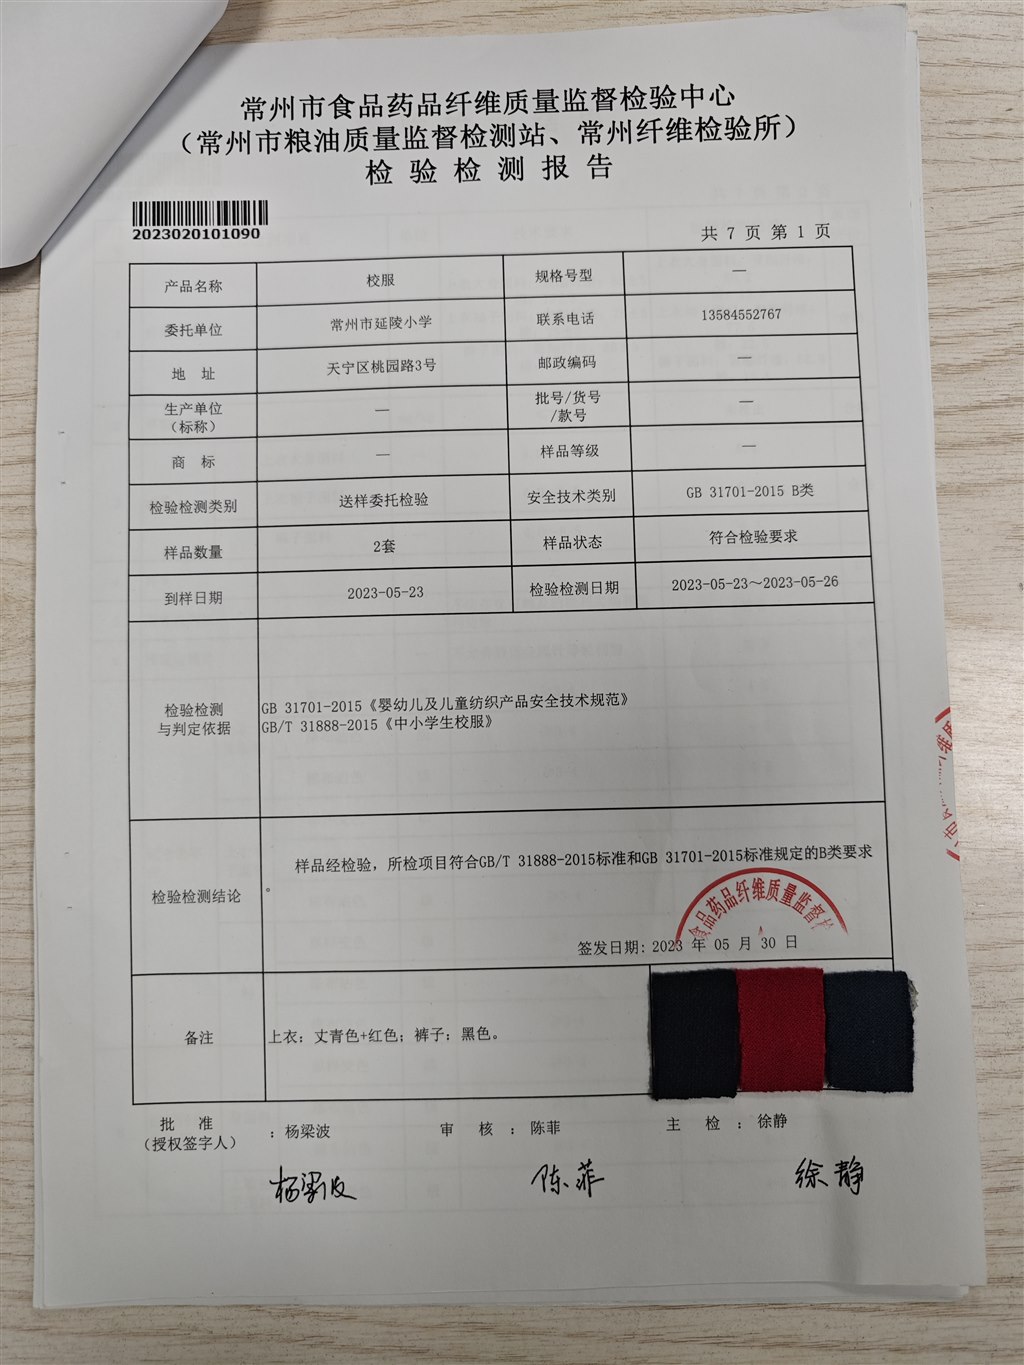 常州市食品药品纤维质量监督检验中心
（常州市粮油质量监督检测站、常州纤维检验所）
检 验 检 测 报 告
2023020101090
共 7 页 第 1 页
产品名称 校服 规格号型 —
委托单位 常州市延陵小学 联系电话 13584552767
地 址 天宁区桃园路3号 邮政编码 —
生产单位
（标称） — 批号/货号
/款号 —
商 标 — 样品等级 —
检验检测类别 送样委托检验 安全技术类别 GB 31701-2015 B类
样品数量 2套 样品状态 符合检验要求
到样日期 2023-05-23 检验检测日期 2023-05-23～2023-05-26
检验检测
与判定依据
GB 31701-2015《婴幼儿及儿童纺织产品安全技术规范》
GB/T 31888-2015《中小学生校服》
检验检测结论
样品经检验，所检项目符合GB/T 31888-2015标准和GB 31701-2015标准规定的B类要求
。
食品药品纤维质量监督检
签发日期: 2023 年 05 月 30 日
备注 上衣：丈青色+红色；裤子；黑色。
批 准
（授权签字人） ：杨梁波 审 核 ：陈菲 主 检 ：徐静
杨梁波 陈菲 徐静